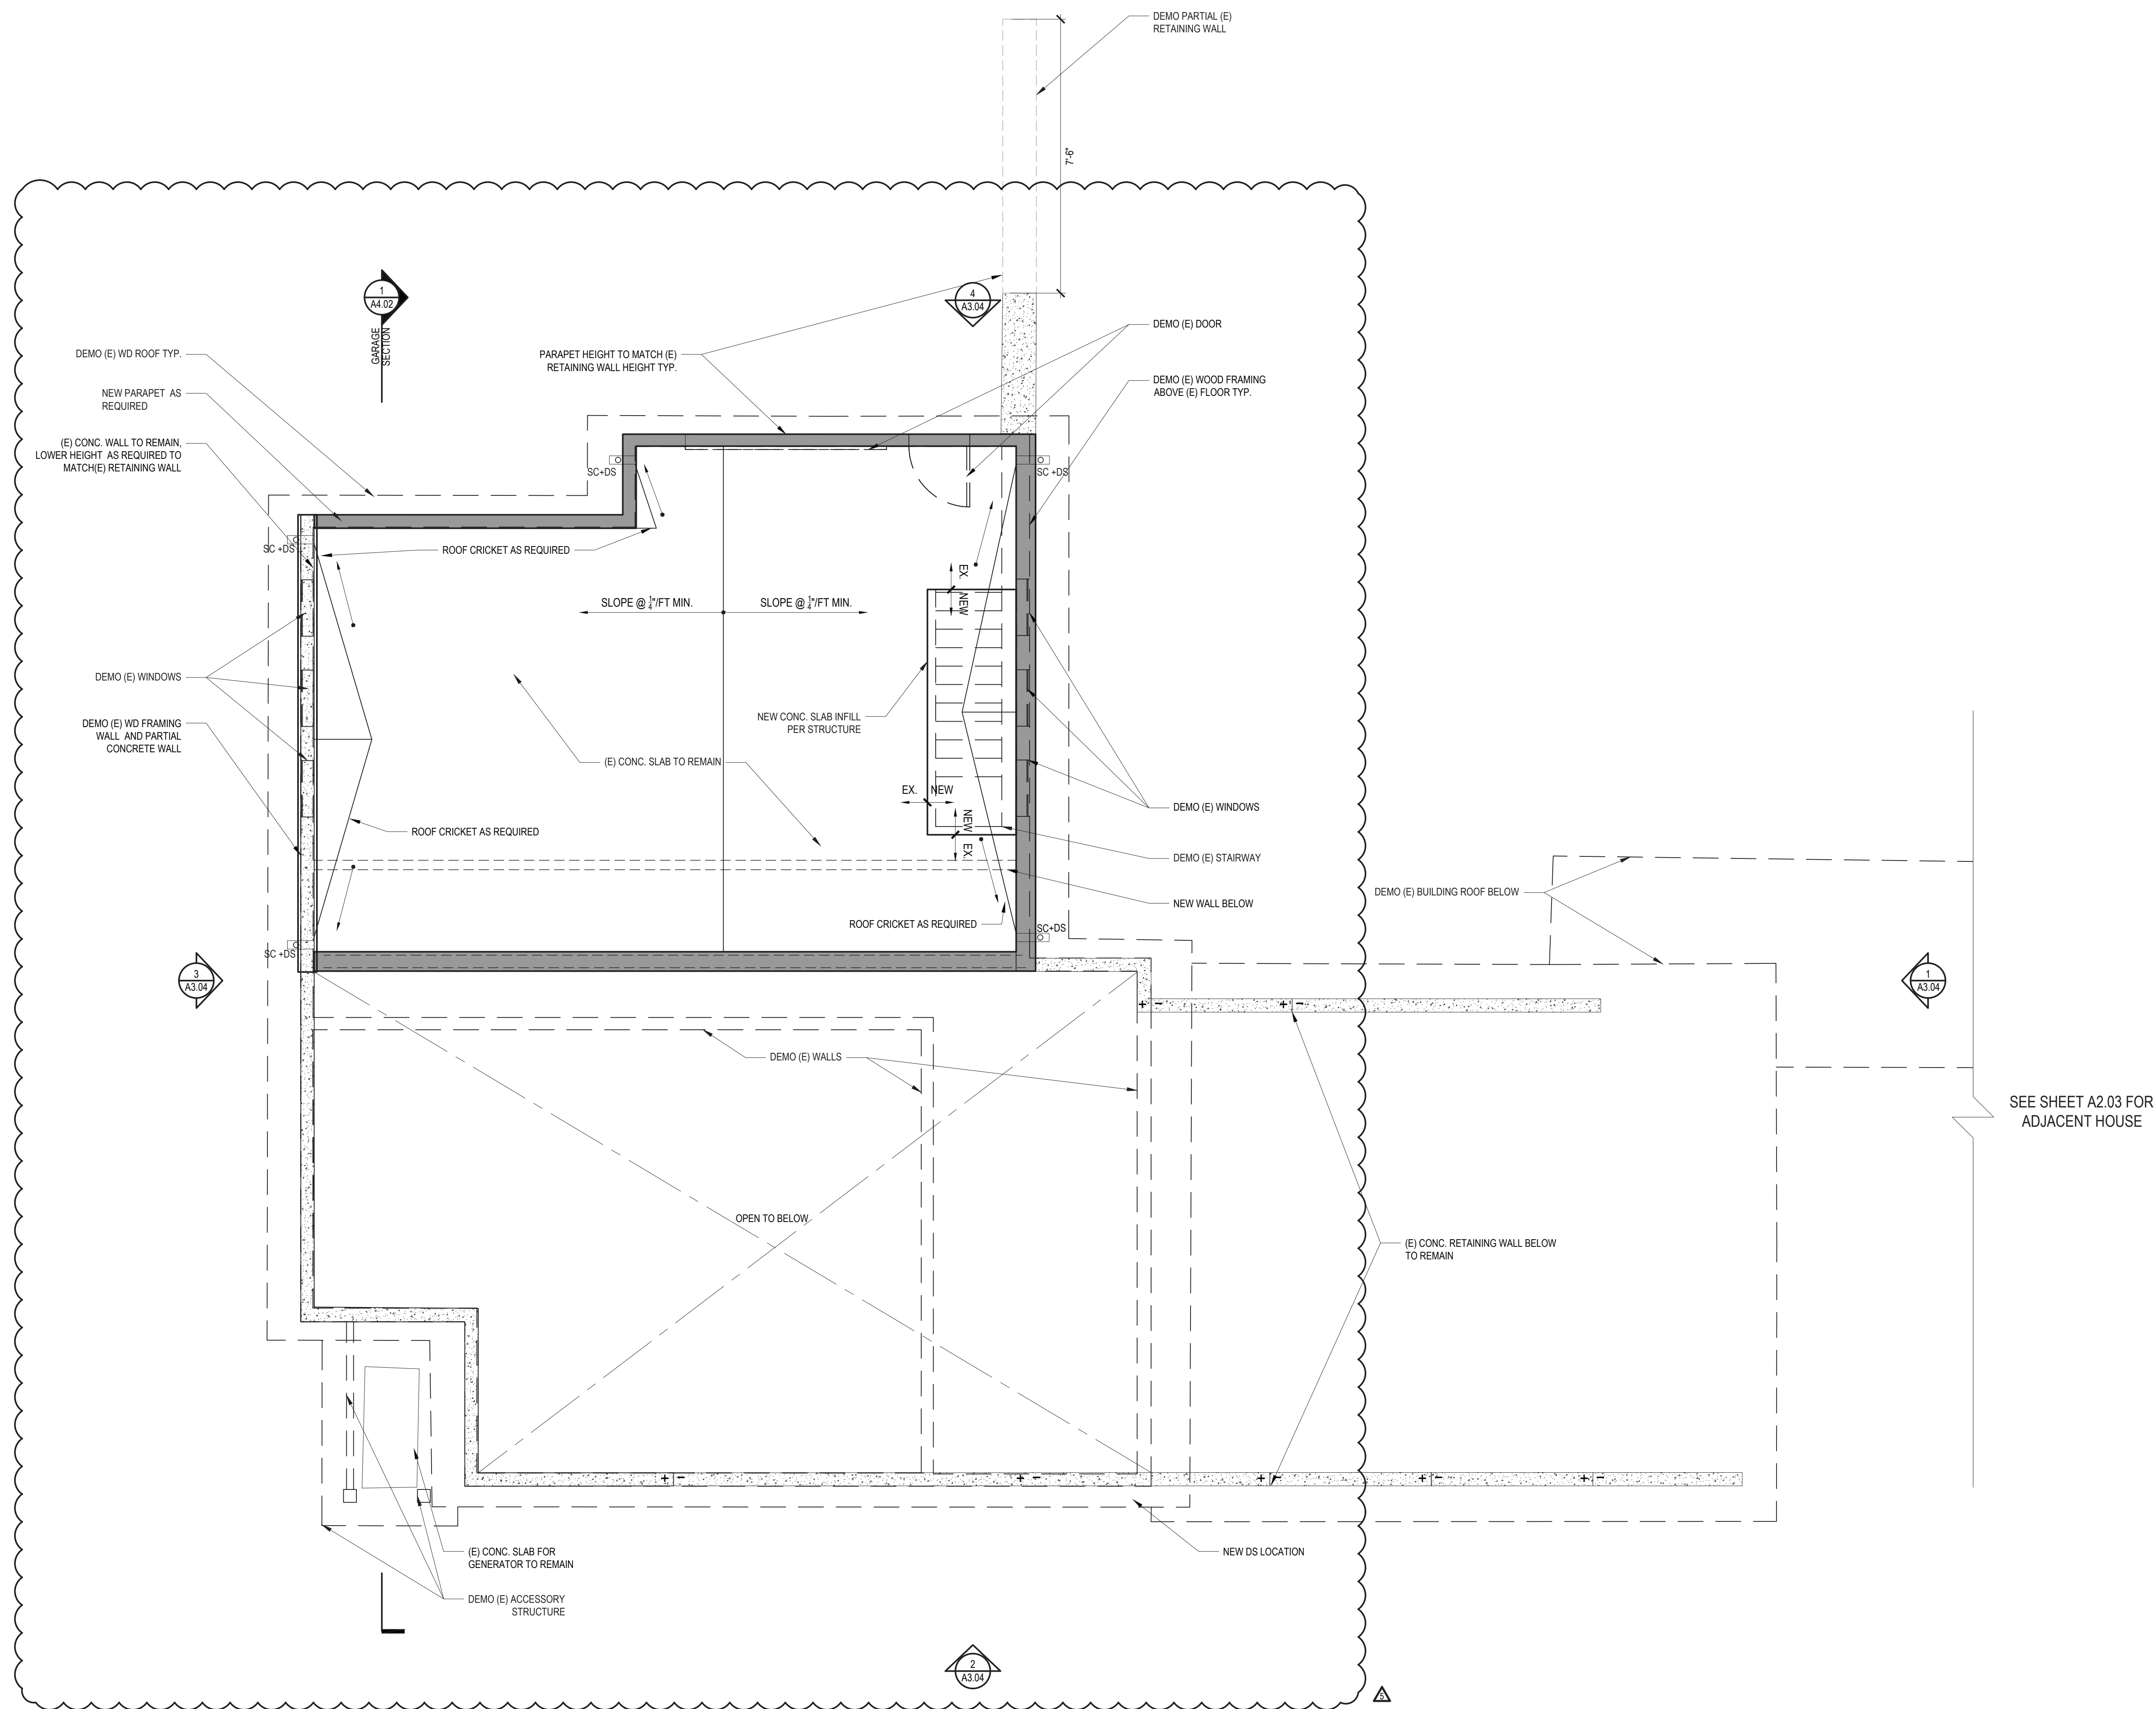 DEMO PARTIAL (E)
RETAINING WALL
7'-6"
1
A4.02
GARAGE
SECTION
4
A3.04
DEMO (E) DOOR
DEMO (E) WD ROOF TYP.
PARAPET HEIGHT TO MATCH (E)
RETAINING WALL HEIGHT TYP.
DEMO (E) WOOD FRAMING
ABOVE (E) FLOOR TYP.
NEW PARAPET AS
REQUIRED
(E) CONC. WALL TO REMAIN,
LOWER HEIGHT AS REQUIRED TO
MATCH(E) RETAINING WALL
SC+DS
SC +DS
SC +DS
ROOF CRICKET AS REQUIRED
EX.
NEW
SLOPE @ 1/4"/FT MIN.
SLOPE @ 1/4"/FT MIN.
DEMO (E) WINDOWS
DEMO (E) WD FRAMING
WALL AND PARTIAL
CONCRETE WALL
NEW CONC. SLAB INFILL
PER STRUCTURE
(E) CONC. SLAB TO REMAIN
EX.
NEW
DEMO (E) WINDOWS
ROOF CRICKET AS REQUIRED
NEW
EX.
DEMO (E) STAIRWAY
DEMO (E) BUILDING ROOF BELOW
NEW WALL BELOW
ROOF CRICKET AS REQUIRED
SC+DS
SC +DS
3
A3.04
1
A3.04
DEMO (E) WALLS
SEE SHEET A2.03 FOR
ADJACENT HOUSE
OPEN TO BELOW
(E) CONC. RETAINING WALL BELOW
TO REMAIN
(E) CONC. SLAB FOR
GENERATOR TO REMAIN
NEW DS LOCATION
DEMO (E) ACCESSORY
STRUCTURE
2
A3.04
5